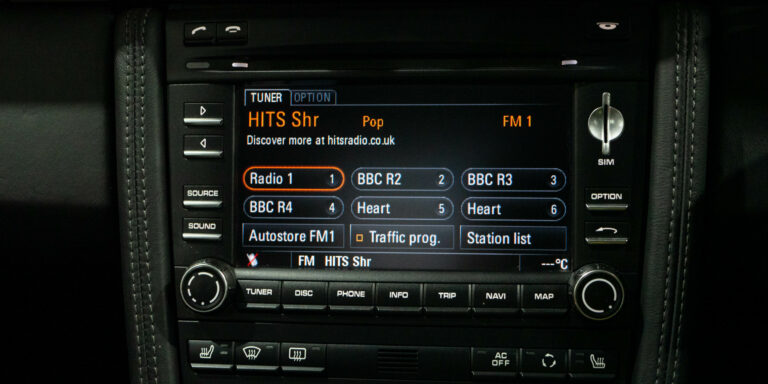 TUNER OPTION
HITS Shr Pop FM 1
Discover more at hitsradio.co.uk
Radio 1 1 BBC R2 2 BBC R3 3
BBC R4 4 Heart 5 Heart 6
Autostore FM1 Traffic prog. Station list
FM HITS Shr ---°C
SOURCE
SOUND
SIM
OPTION
TUNER DISC PHONE INFO TRIP NAVI MAP
AC
OFF